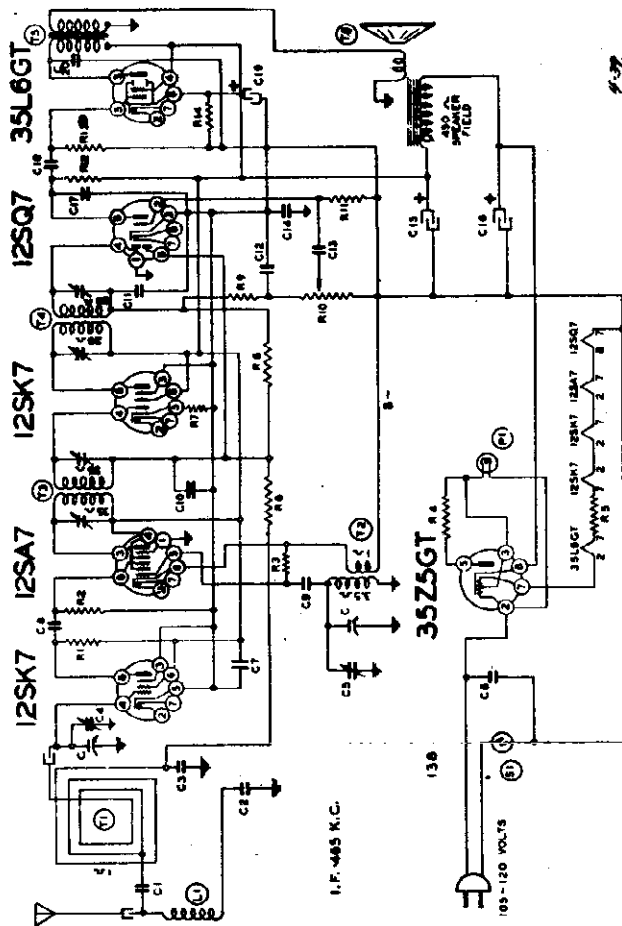 12SK7
12SA7
12SK7
12SQ7
35L6GT
T5
C20
C18
R13
R12
R14
C19
C17
T8
450 Ω
SPEAKER
FIELD
T4
C11
C12
C14
C13
R11
R9
R10
C15
C16
R7
R8
B-
T3
C10
R6
R3
T2
C9
C5
C8
R2
R1
C7
C4
C3
C2
T1
C1
L1
I.F. 465 K.C.
35Z5GT
R4
P1
35L6GT
12SK7
12SK7
12SA7
12SQ7
R5
138
C6
S1
105-120 VOLTS